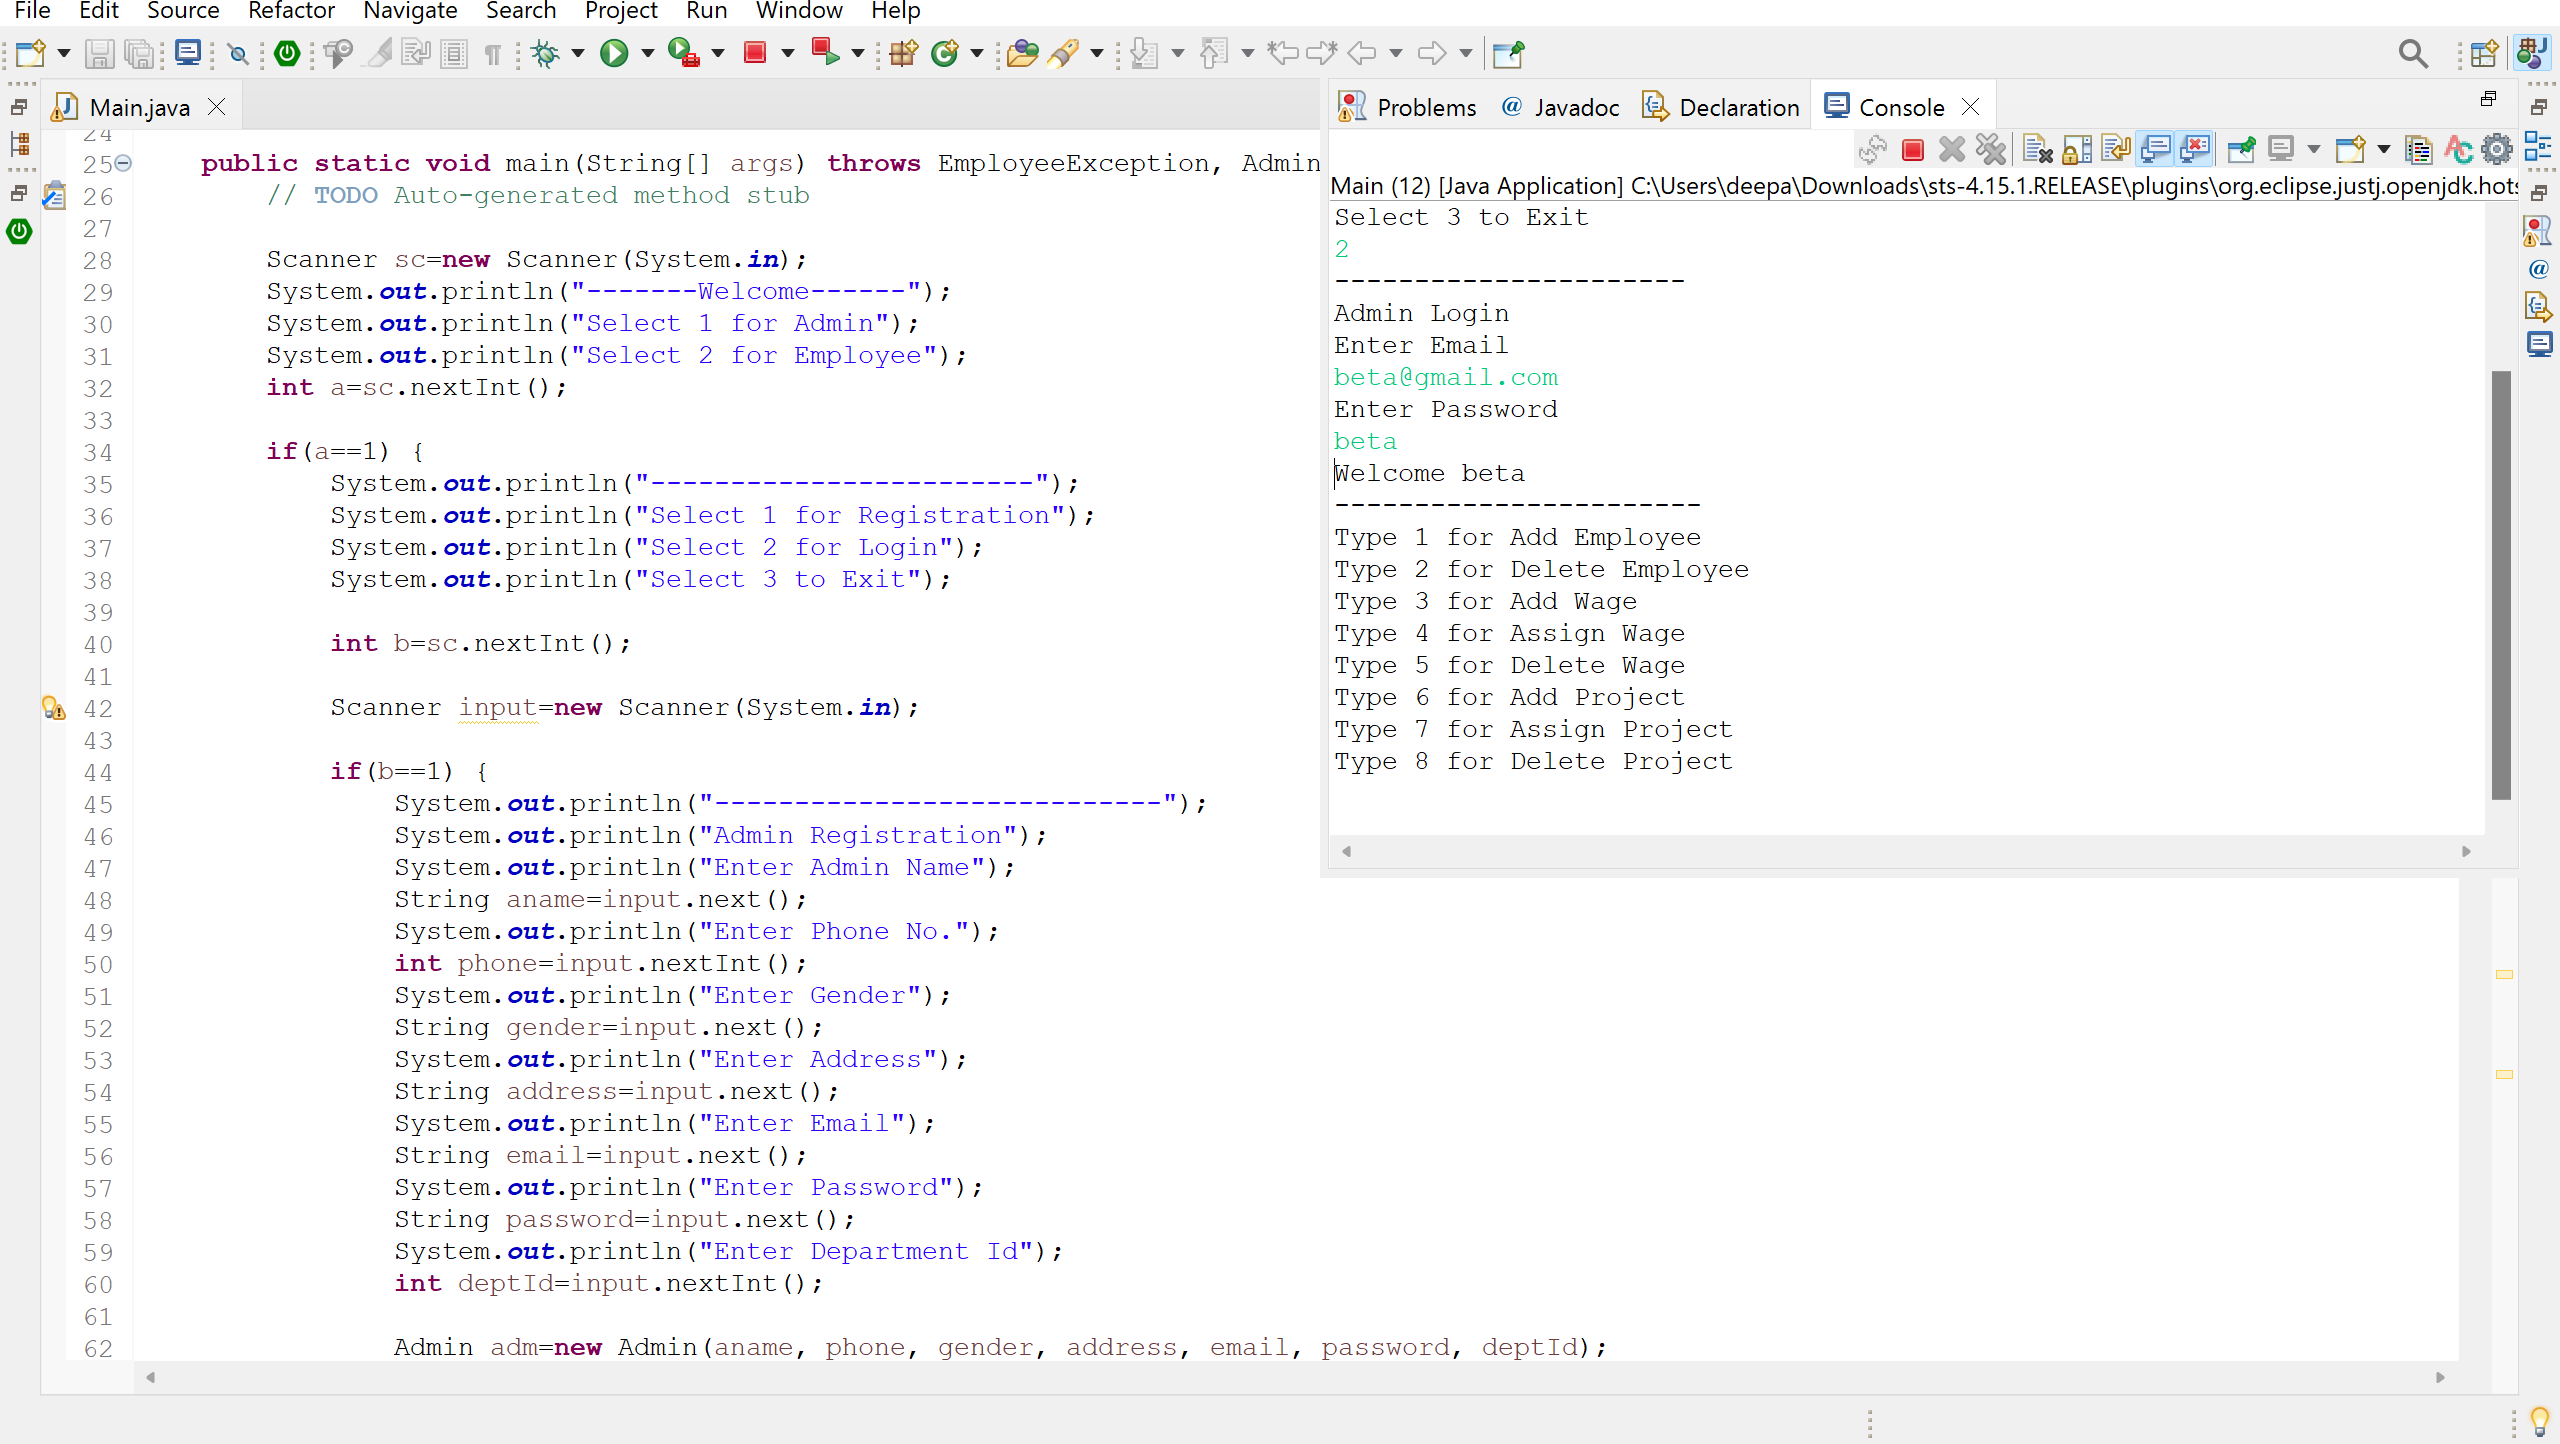 File Edit Source Refactor Navigate Search Project Run Window Help
Main.java
24
25 public static void main(String[] args) throws EmployeeException, Admin
26 // TODO Auto-generated method stub
27
28 Scanner sc=new Scanner(System.in);
29 System.out.println("-------Welcome------");
30 System.out.println("Select 1 for Admin");
31 System.out.println("Select 2 for Employee");
32 int a=sc.nextInt();
33
34 if(a==1) {
35 System.out.println("------------------------");
36 System.out.println("Select 1 for Registration");
37 System.out.println("Select 2 for Login");
38 System.out.println("Select 3 to Exit");
39
40 int b=sc.nextInt();
41
42 Scanner input=new Scanner(System.in);
43
44 if(b==1) {
45 System.out.println("----------------------------");
46 System.out.println("Admin Registration");
47 System.out.println("Enter Admin Name");
48 String aname=input.next();
49 System.out.println("Enter Phone No.");
50 int phone=input.nextInt();
51 System.out.println("Enter Gender");
52 String gender=input.next();
53 System.out.println("Enter Address");
54 String address=input.next();
55 System.out.println("Enter Email");
56 String email=input.next();
57 System.out.println("Enter Password");
58 String password=input.next();
59 System.out.println("Enter Department Id");
60 int deptId=input.nextInt();
61
62 Admin adm=new Admin(aname, phone, gender, address, email, password, deptId);
Problems @ Javadoc Declaration Console
Main (12) [Java Application] C:\Users\deepa\Downloads\sts-4.15.1.RELEASE\plugins\org.eclipse.justj.openjdk.hots
Select 3 to Exit
2
----------------------
Admin Login
Enter Email
beta@gmail.com
Enter Password
beta
Welcome beta
-----------------------
Type 1 for Add Employee
Type 2 for Delete Employee
Type 3 for Add Wage
Type 4 for Assign Wage
Type 5 for Delete Wage
Type 6 for Add Project
Type 7 for Assign Project
Type 8 for Delete Project